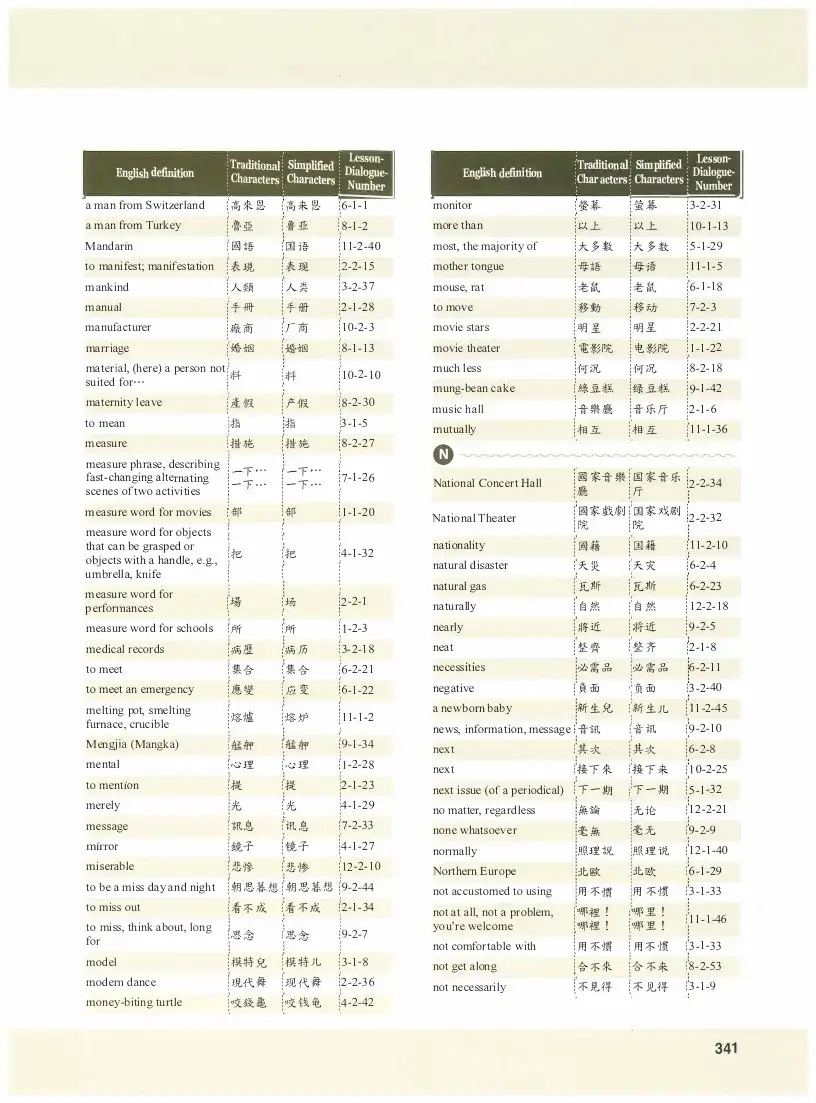 English definition Traditional Characters Simplified Characters Lesson-Dialogue-Number
a man from Switzerland 高來恩 高来恩 6-1-1
a man from Turkey 魯亞 鲁亚 8-1-2
Mandarin 國語 国语 11-2-40
to manifest; manifestation 表現 表现 2-2-15
mankind 人類 人类 3-2-37
manual 手冊 手册 2-1-28
manufacturer 廠商 厂商 10-2-3
marriage 婚姻 婚姻 8-1-13
material, (here) a person not suited for… 料 料 10-2-10
maternity leave 產假 产假 8-2-30
to mean 指 指 3-1-5
measure 措施 措施 8-2-27
measure phrase, describing fast-changing alternating scenes of two activities 一下…一下… 一下…一下… 7-1-26
measure word for movies 部 部 1-1-20
measure word for objects that can be grasped or objects with a handle, e.g., umbrella, knife 把 把 4-1-32
measure word for performances 場 场 2-2-1
measure word for schools 所 所 1-2-3
medical records 病歷 病历 3-2-18
to meet 集合 集合 6-2-21
to meet an emergency 應變 应变 6-1-22
melting pot, smelting furnace, crucible 熔爐 熔炉 11-1-2
Mengjia (Mangka) 艋舺 艋舺 9-1-34
mental 心理 心理 1-2-28
to mention 提 提 2-1-23
merely 光 光 4-1-29
message 訊息 讯息 7-2-33
mirror 鏡子 镜子 4-1-27
miserable 悲慘 悲惨 12-2-10
to be a miss day and night 朝思暮想 朝思暮想 9-2-44
to miss out 看不成 看不成 2-1-34
to miss, think about, long for 思念 思念 9-2-7
model 模特兒 模特儿 3-1-8
modern dance 現代舞 现代舞 2-2-36
money-biting turtle 咬錢龜 咬钱龟 4-2-42
English definition Traditional Characters Simplified Characters Lesson-Dialogue-Number
monitor 螢幕 萤幕 3-2-31
more than 以上 以上 10-1-13
most, the majority of 大多數 大多数 5-1-29
mother tongue 母語 母语 11-1-5
mouse, rat 老鼠 老鼠 6-1-18
to move 移動 移动 7-2-3
movie stars 明星 明星 2-2-21
movie theater 電影院 电影院 1-1-22
much less 何況 何况 8-2-18
mung-bean cake 綠豆糕 绿豆糕 9-1-42
music hall 音樂廳 音乐厅 2-1-6
mutually 相互 相互 11-1-36
N
National Concert Hall 國家音樂廳 国家音乐厅 2-2-34
National Theater 國家戲劇院 国家戏剧院 2-2-32
nationality 國籍 国籍 11-2-10
natural disaster 天災 天灾 6-2-4
natural gas 瓦斯 瓦斯 6-2-23
naturally 自然 自然 12-2-18
nearly 將近 将近 9-2-5
neat 整齊 整齐 2-1-8
necessities 必需品 必需品 6-2-11
negative 負面 负面 3-2-40
a newborn baby 新生兒 新生儿 11-2-45
news, information, message 音訊 音讯 9-2-10
next 其次 其次 6-2-8
next 接下來 接下来 10-2-25
next issue (of a periodical) 下一期 下一期 5-1-32
no matter, regardless 無論 无论 12-2-21
none whatsoever 毫無 毫无 9-2-9
normally 照理說 照理说 12-1-40
Northern Europe 北歐 北欧 6-1-29
not accustomed to using 用不慣 用不惯 3-1-33
not at all, not a problem, you're welcome 哪裡！哪裡！ 哪里！哪里！ 11-1-46
not comfortable with 用不慣 用不惯 3-1-33
not get along 合不來 合不来 8-2-53
not necessarily 不見得 不见得 3-1-9
341